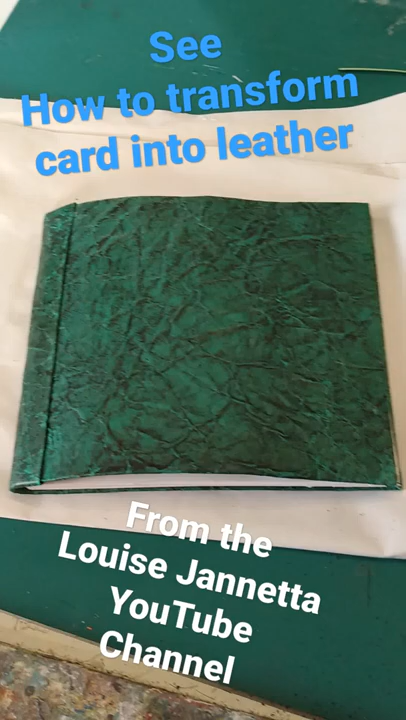 See
How to transform
card into leather
From the
Louise Jannetta
YouTube
Channel